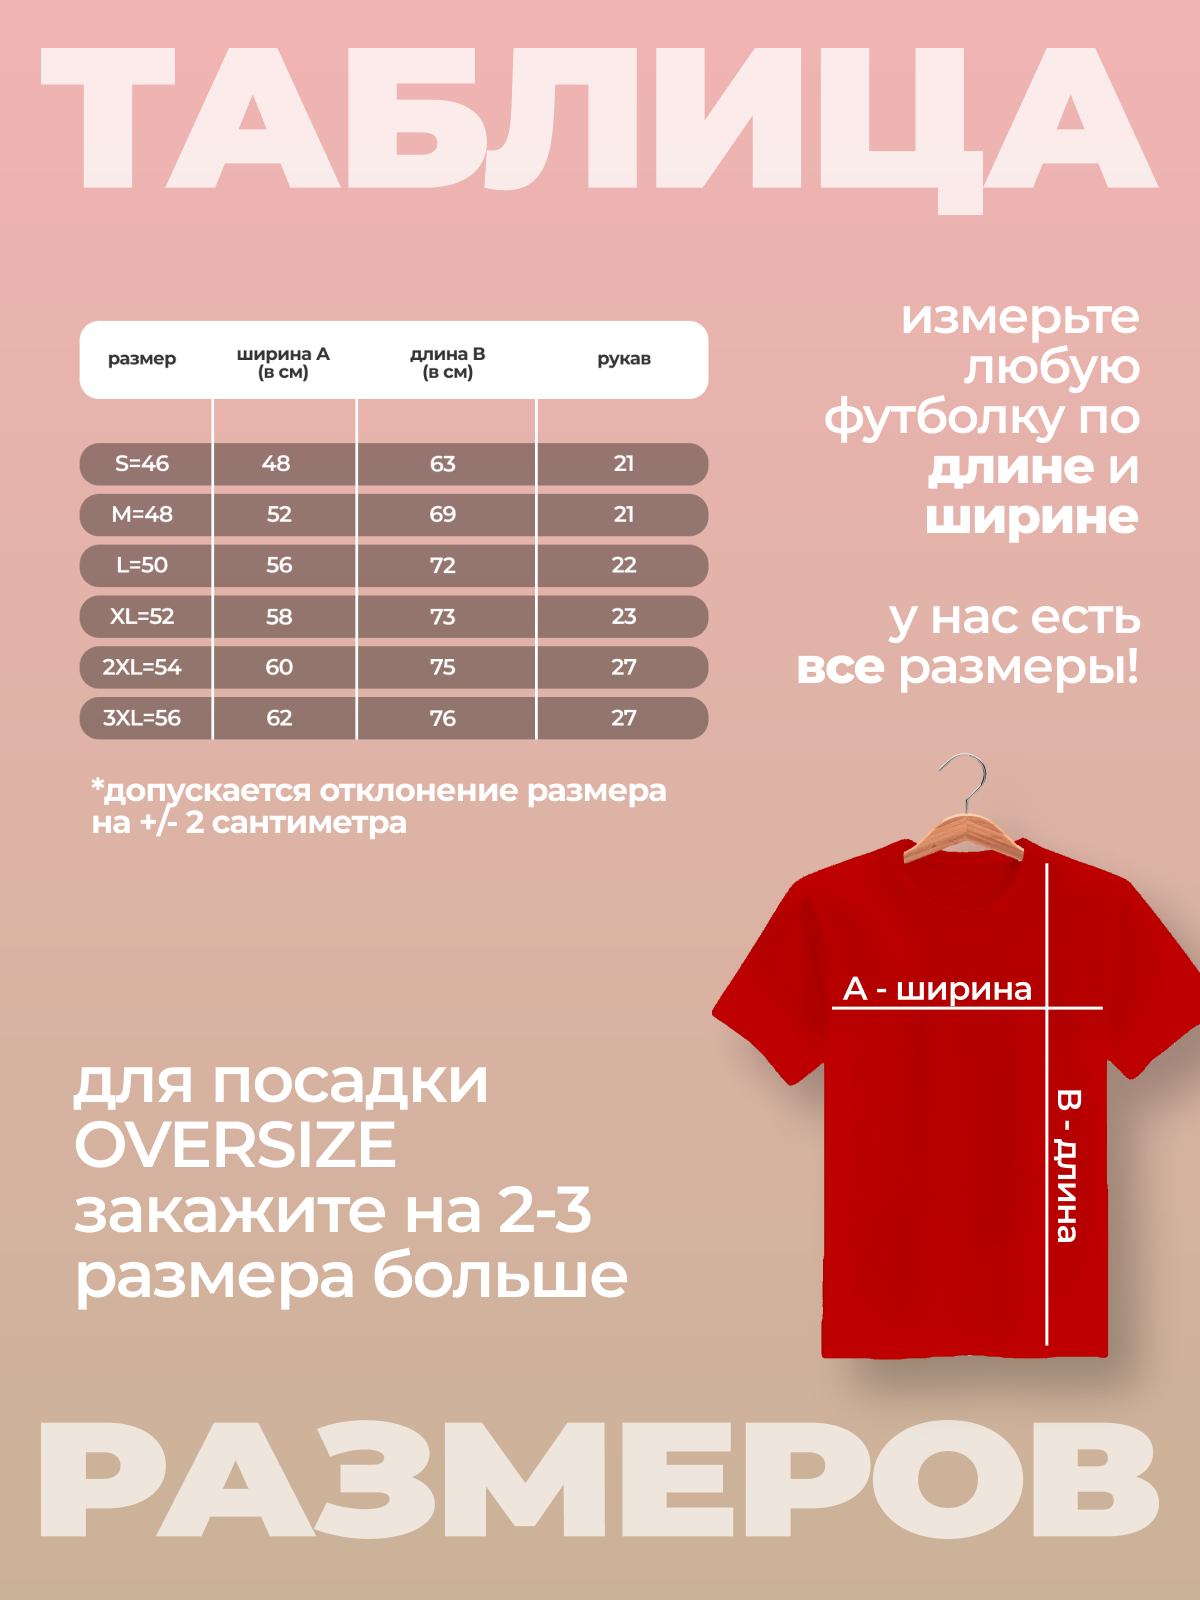 ТАБЛИЦА
размер ширина А (в см) длина В (в см) рукав
S=46 48 63 21
M=48 52 69 21
L=50 56 72 22
XL=52 58 73 23
2XL=54 60 75 27
3XL=56 62 76 27
*допускается отклонение размера
на +/- 2 сантиметра
измерьте
любую
футболку по
длине и
ширине
у нас есть
все размеры!
А - ширина
В - длина
для посадки
OVERSIZE
закажите на 2-3
размера больше
РАЗМЕРОВ